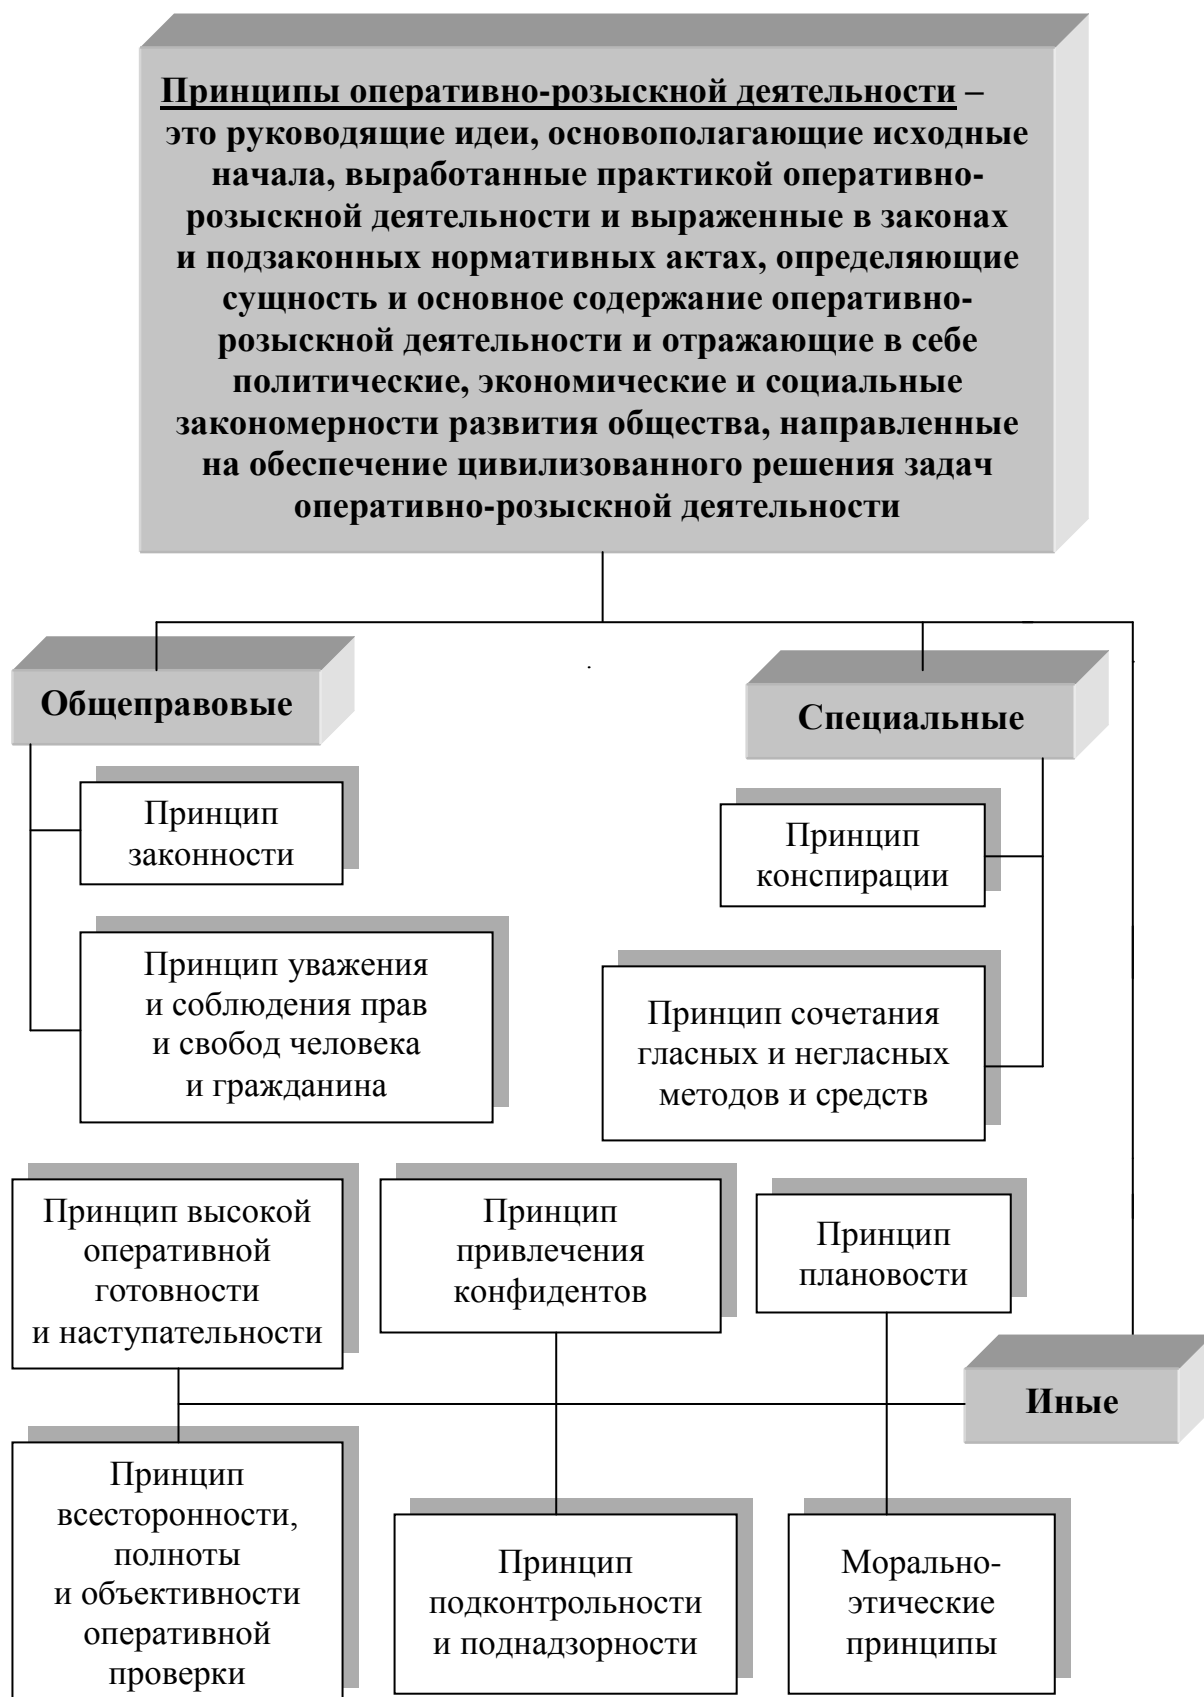 Принципы оперативно-розыскной деятельности –
это руководящие идеи, основополагающие исходные
начала, выработанные практикой оперативно-
розыскной деятельности и выраженные в законах
и подзаконных нормативных актах, определяющие
сущность и основное содержание оперативно-
розыскной деятельности и отражающие в себе
политические, экономические и социальные
закономерности развития общества, направленные
на обеспечение цивилизованного решения задач
оперативно-розыскной деятельности
Общеправовые
Принцип
законности
Принцип уважения
и соблюдения прав
и свобод человека
и гражданина
Специальные
Принцип
конспирации
Принцип сочетания
гласных и негласных
методов и средств
Принцип высокой
оперативной
готовности
и наступательности
Принцип
привлечения
конфидентов
Принцип
плановости
Иные
Принцип
всесторонности,
полноты
и объективности
оперативной
проверки
Принцип
подконтрольности
и поднадзорности
Морально-
этические
принципы